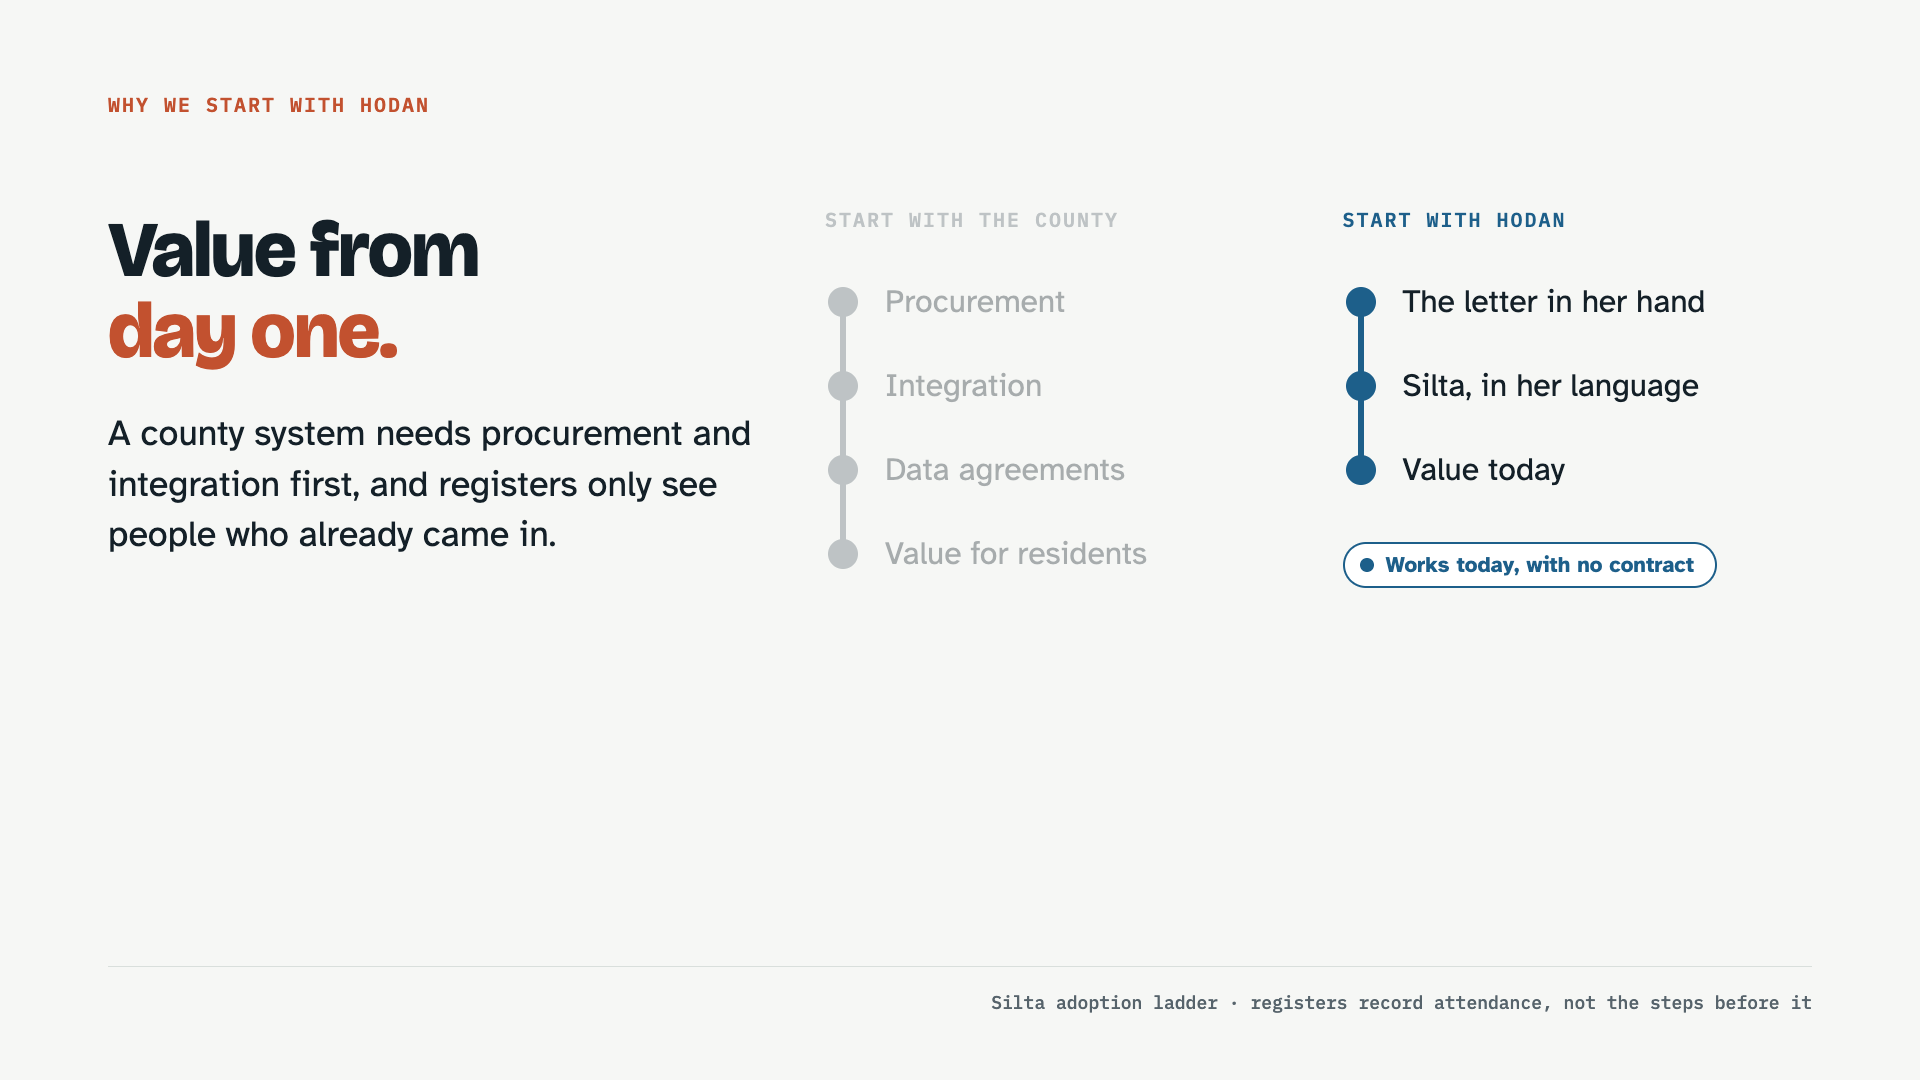 WHY WE START WITH HODAN
Value from
day one.
A county system needs procurement and
integration first, and registers only see
people who already came in.
START WITH THE COUNTY
Procurement
Integration
Data agreements
Value for residents
START WITH HODAN
The letter in her hand
Silta, in her language
Value today
Works today, with no contract
Silta adoption ladder · registers record attendance, not the steps before it